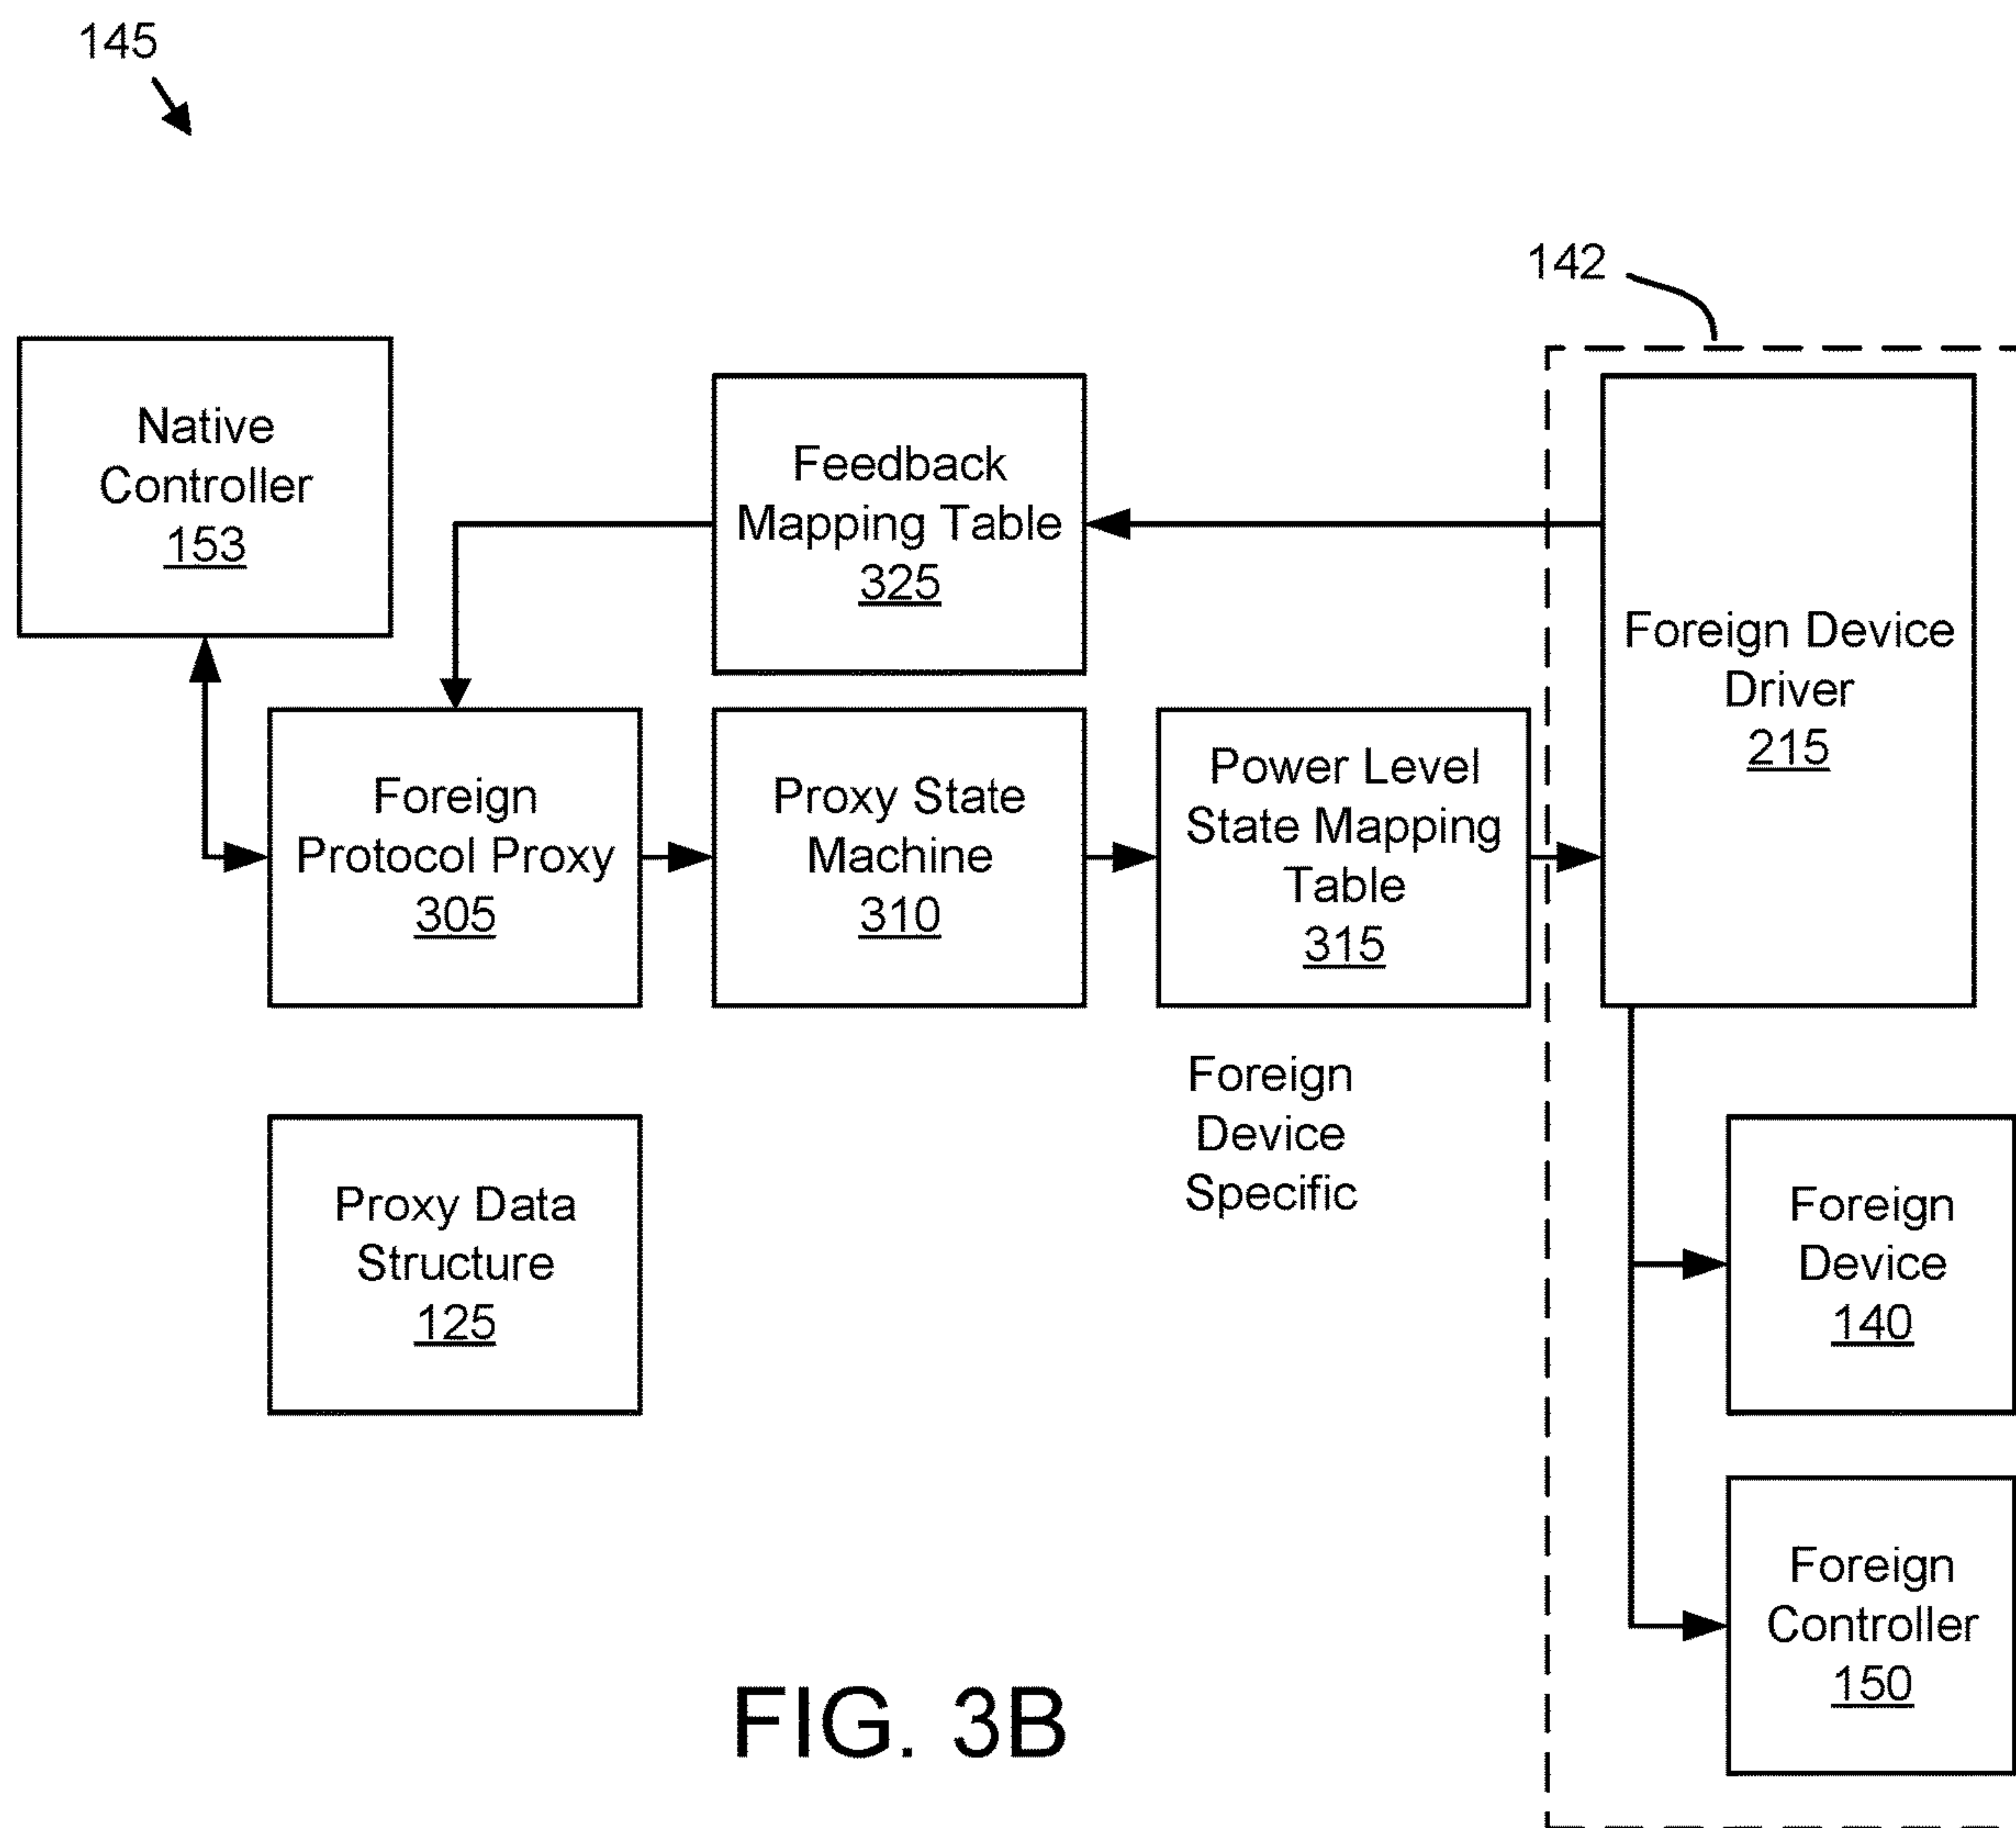 145
142
Native
Controller
153
Feedback
Mapping Table
325
Foreign Device
Driver
215
Foreign
Protocol Proxy
305
Proxy State
Machine
310
Power Level
State Mapping
Table
315
Foreign
Device
Specific
Proxy Data
Structure
125
Foreign
Device
140
Foreign
Controller
150
FIG. 3B